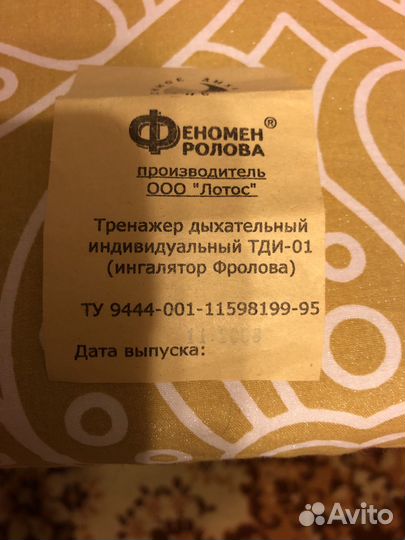 ФЕНОМЕН®
РОЛОВА
производитель
ООО "Лотос"
Тренажер дыхательный
индивидуальный ТДИ-01
(ингалятор Фролова)
ТУ 9444-001-11598199-95
Дата выпуска:
Avito